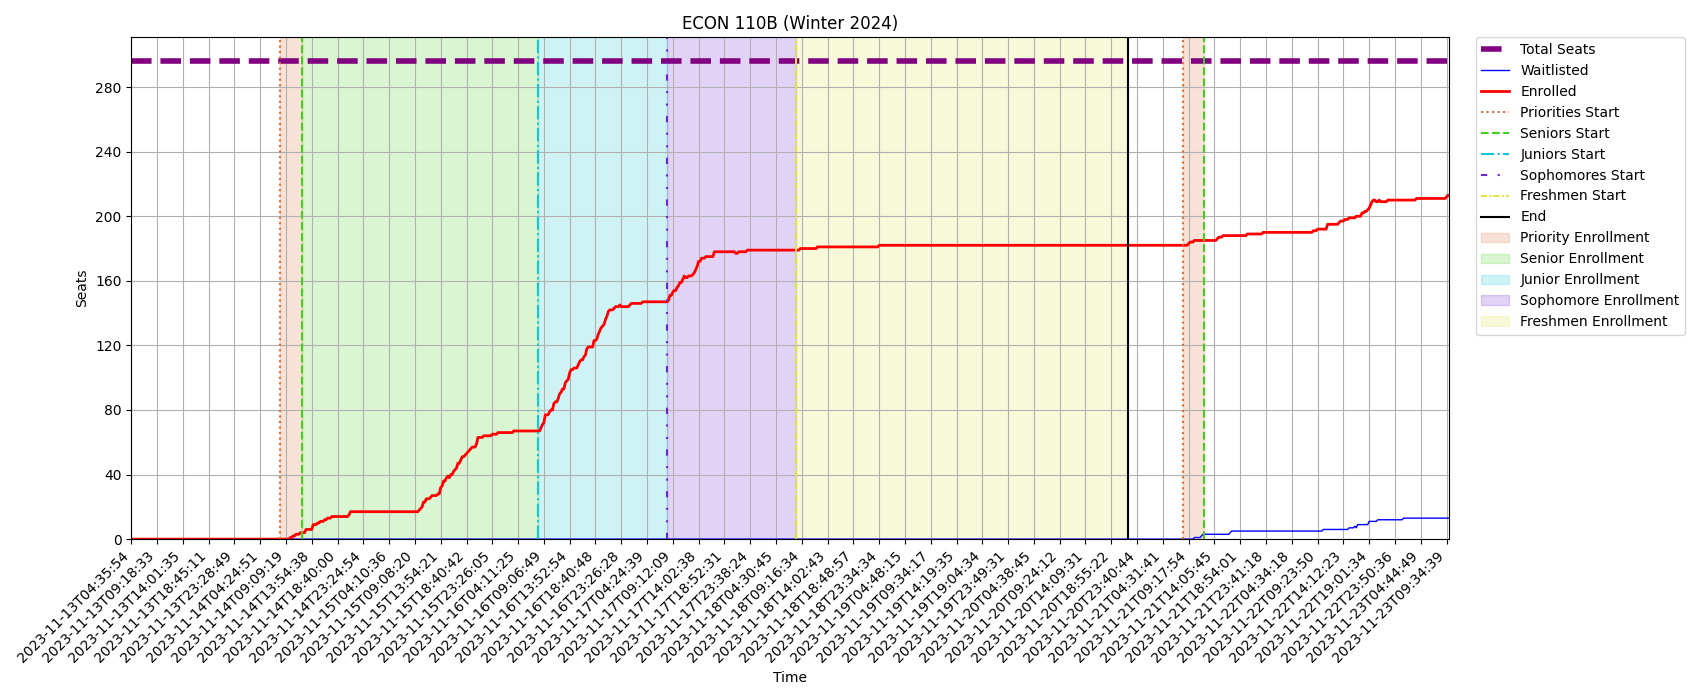 ECON 110B (Winter 2024)
Seats
280
240
200
160
120
80
40
0
2023-11-13T04:35:54
2023-11-13T09:18:33
2023-11-13T14:01:35
2023-11-13T18:45:11
2023-11-13T23:28:49
2023-11-14T04:24:51
2023-11-14T09:09:19
2023-11-14T13:54:38
2023-11-14T18:40:00
2023-11-14T23:24:54
2023-11-15T04:10:36
2023-11-15T09:08:20
2023-11-15T13:54:21
2023-11-15T18:40:42
2023-11-15T23:26:05
2023-11-16T04:11:25
2023-11-16T09:06:49
2023-11-16T13:52:54
2023-11-16T18:40:48
2023-11-16T23:26:28
2023-11-17T04:24:39
2023-11-17T09:12:09
2023-11-17T14:02:38
2023-11-17T18:52:31
2023-11-17T23:38:24
2023-11-18T04:30:45
2023-11-18T09:16:34
2023-11-18T14:02:43
2023-11-18T18:48:57
2023-11-18T23:34:34
2023-11-19T04:48:15
2023-11-19T09:34:17
2023-11-19T14:19:35
2023-11-19T19:04:34
2023-11-19T23:49:31
2023-11-20T04:38:45
2023-11-20T09:24:12
2023-11-20T14:09:31
2023-11-20T18:55:22
2023-11-20T23:40:44
2023-11-21T04:31:41
2023-11-21T09:17:54
2023-11-21T14:05:45
2023-11-21T18:54:01
2023-11-21T23:41:18
2023-11-22T04:34:18
2023-11-22T09:23:50
2023-11-22T14:12:23
2023-11-22T19:01:34
2023-11-22T23:50:36
2023-11-23T04:44:49
2023-11-23T09:34:39
Time
Total Seats
Waitlisted
Enrolled
Priorities Start
Seniors Start
Juniors Start
Sophomores Start
Freshmen Start
End
Priority Enrollment
Senior Enrollment
Junior Enrollment
Sophomore Enrollment
Freshmen Enrollment